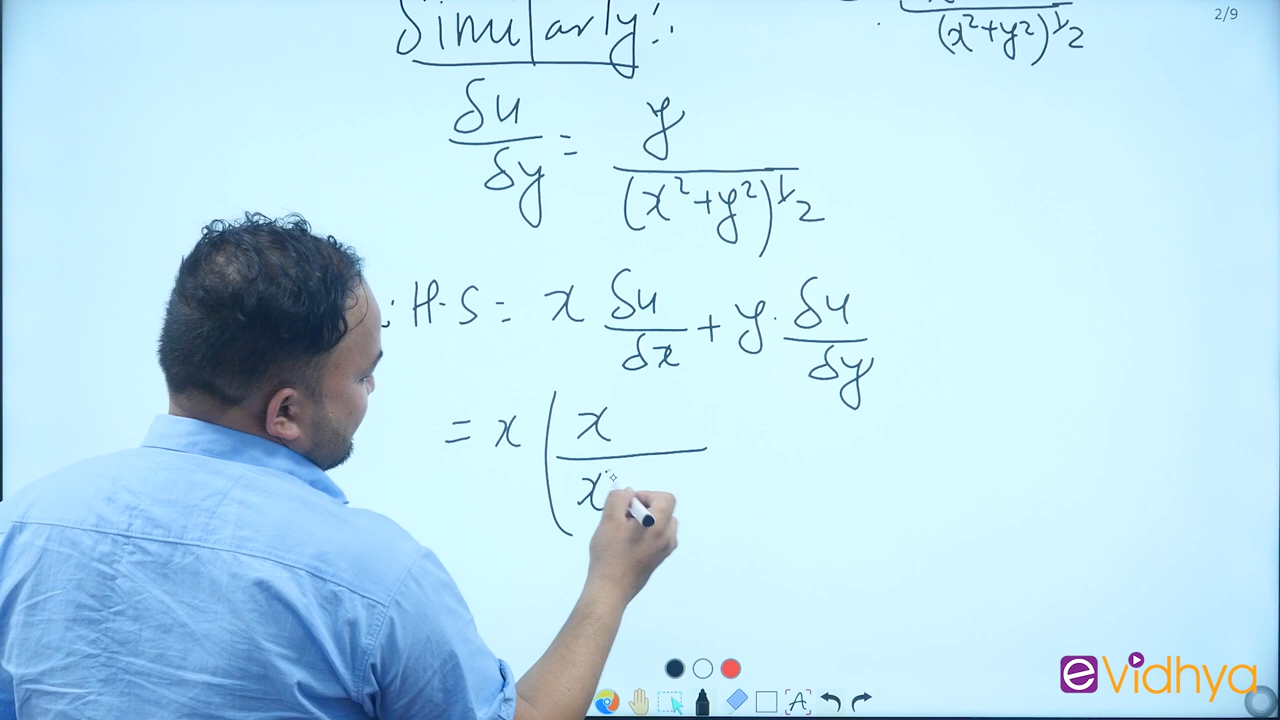 2/9
(x²+y²)^1/2
Similarly:
δu/δy = y/(x²+y²)^1/2
H.S = x δu/δx + y. δu/δy
= x ( x/x
eVidhya